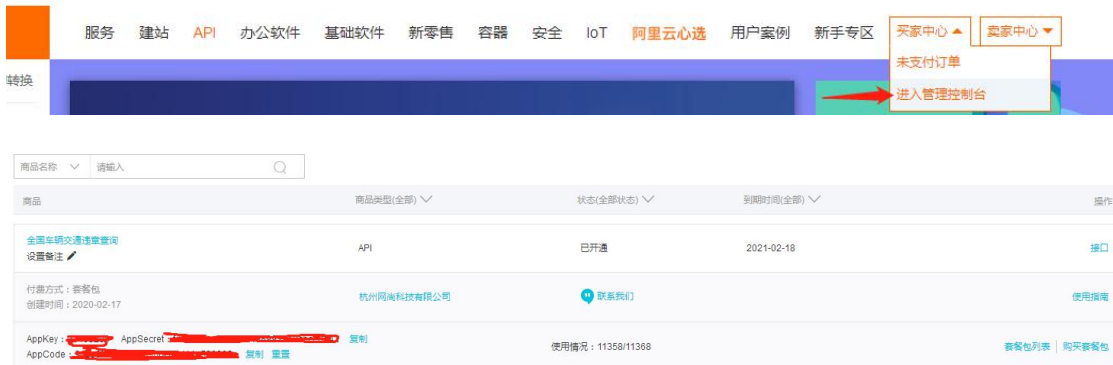 服务 建站 API 办公软件 基础软件 新零售 容器 安全 IoT 阿里云心选 用户案例 新手专区 买家中心 卖家中心
未支付订单
转换
进入管理控制台
商品名称 请输入
商品 商品类型(全部) 状态(全部状态) 到期时间(全部) 操作
全国车辆交通违章查询
设置备注
API 已开通 2021-02-18 接口
付费方式：套餐包
创建时间：2020-02-17
杭州网尚科技有限公司 联系我们 使用指南
AppKey： AppSecret： 复制
AppCode： 复制 重置
使用情况：11358/11368 套餐包列表 购买套餐包